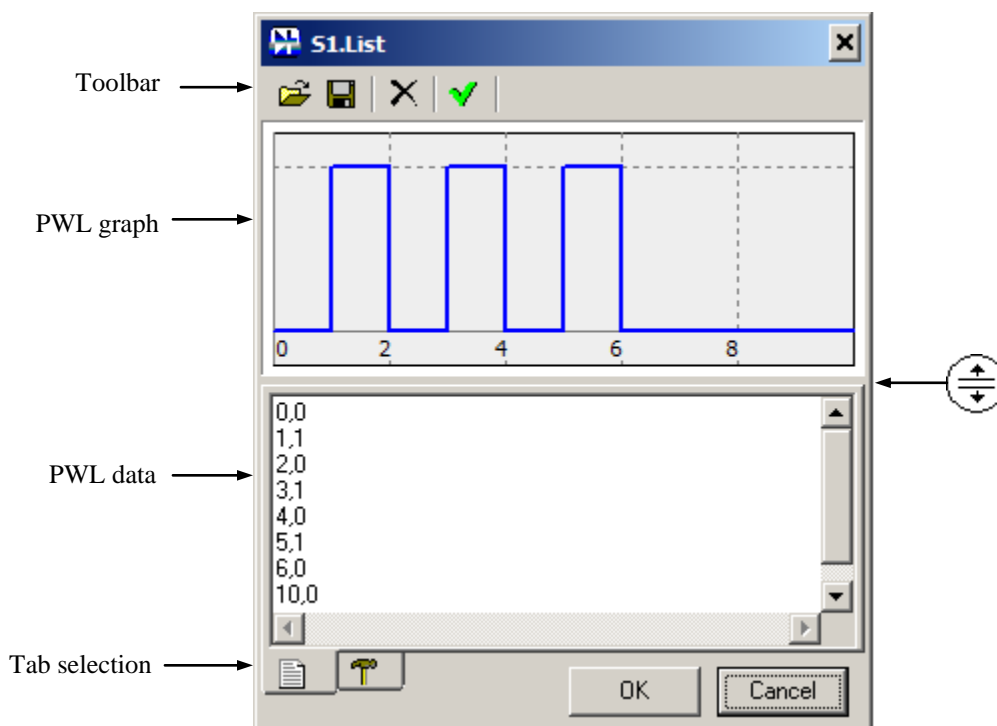 S1.List
Toolbar
PWL graph
0 2 4 6 8
PWL data
0,0
1,1
2,0
3,1
4,0
5,1
6,0
10,0
Tab selection
OK Cancel